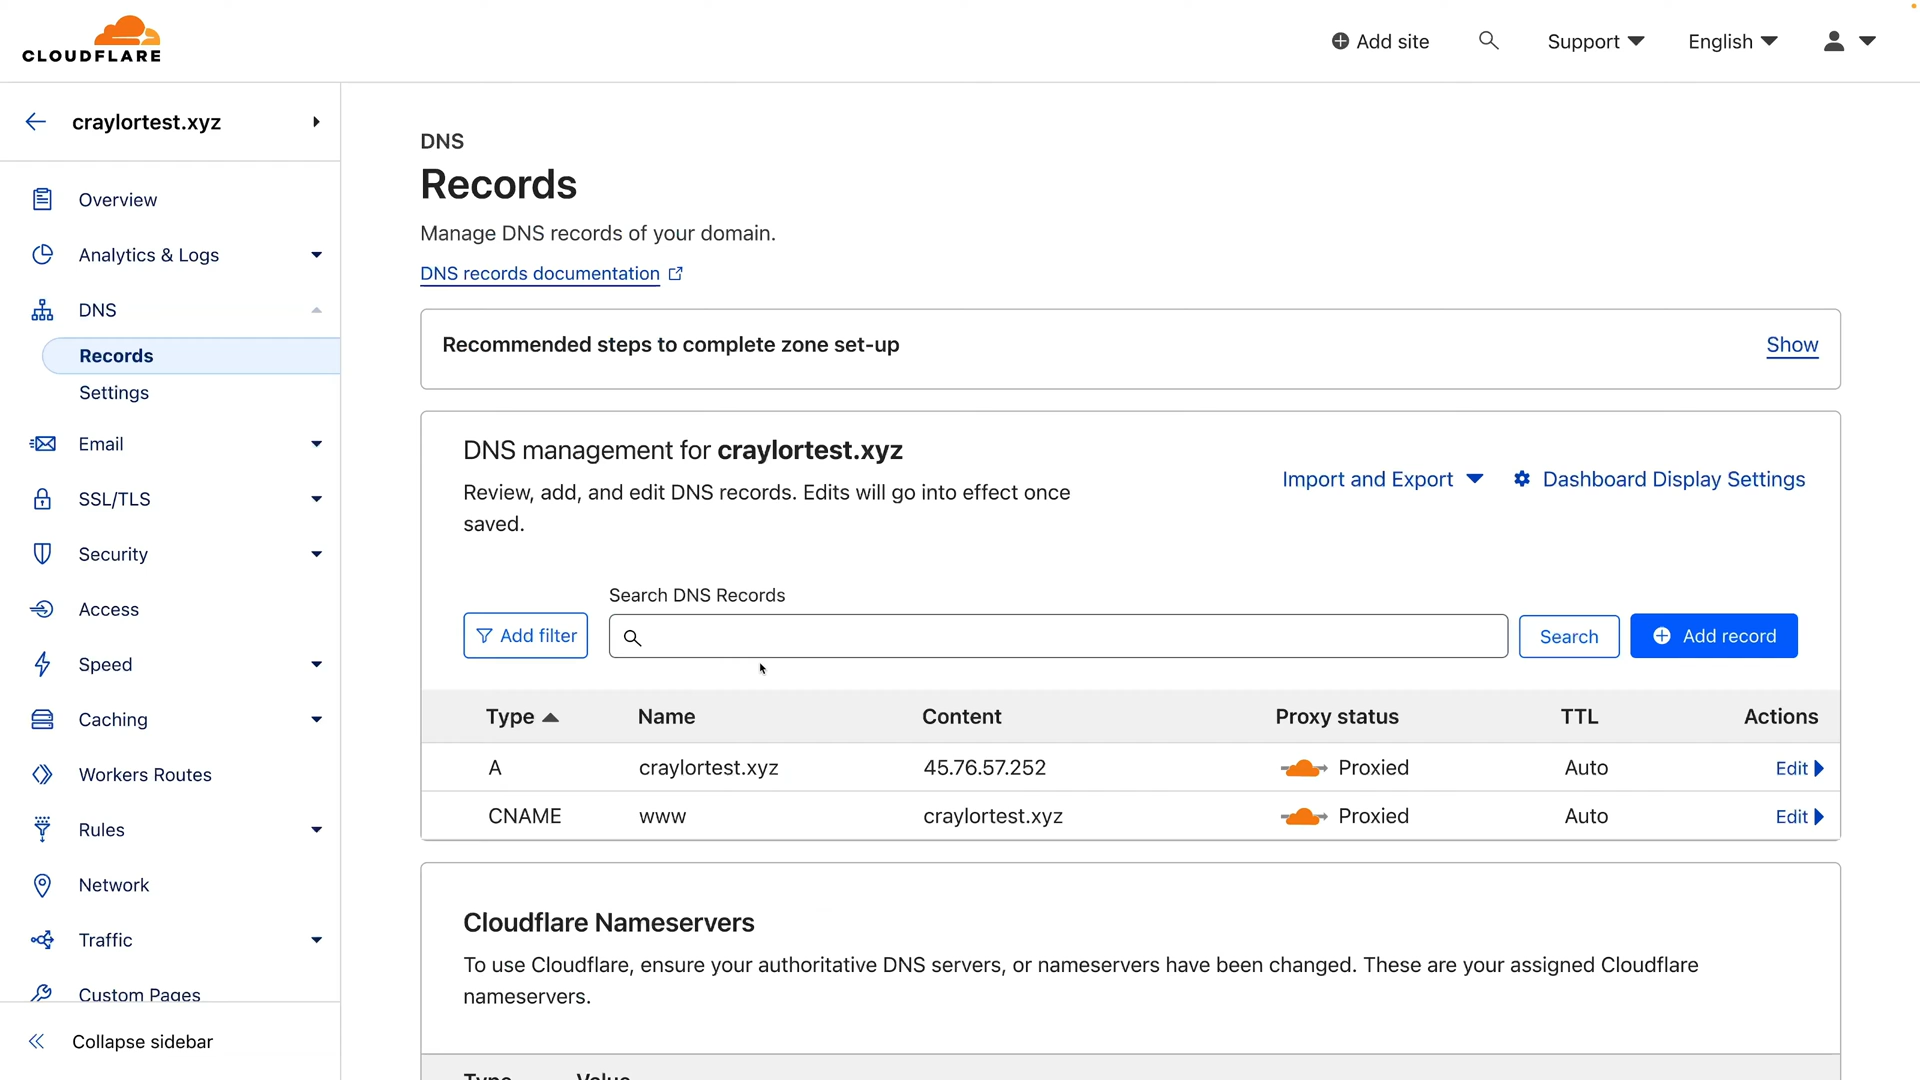 CLOUDFLARE
Add site
Support
English
craylortest.xyz
Overview
Analytics & Logs
DNS
Records
Settings
Email
SSL/TLS
Security
Access
Speed
Caching
Workers Routes
Rules
Network
Traffic
Custom Pages
Collapse sidebar
DNS
Records
Manage DNS records of your domain.
DNS records documentation
Recommended steps to complete zone set-up
Show
DNS management for craylortest.xyz
Review, add, and edit DNS records. Edits will go into effect once
saved.
Import and Export
Dashboard Display Settings
Search DNS Records
Add filter
Search
Add record
Type Name Content Proxy status TTL Actions
A craylortest.xyz 45.76.57.252 Proxied Auto Edit
CNAME www craylortest.xyz Proxied Auto Edit
Cloudflare Nameservers
To use Cloudflare, ensure your authoritative DNS servers, or nameservers have been changed. These are your assigned Cloudflare
nameservers.
Type Value